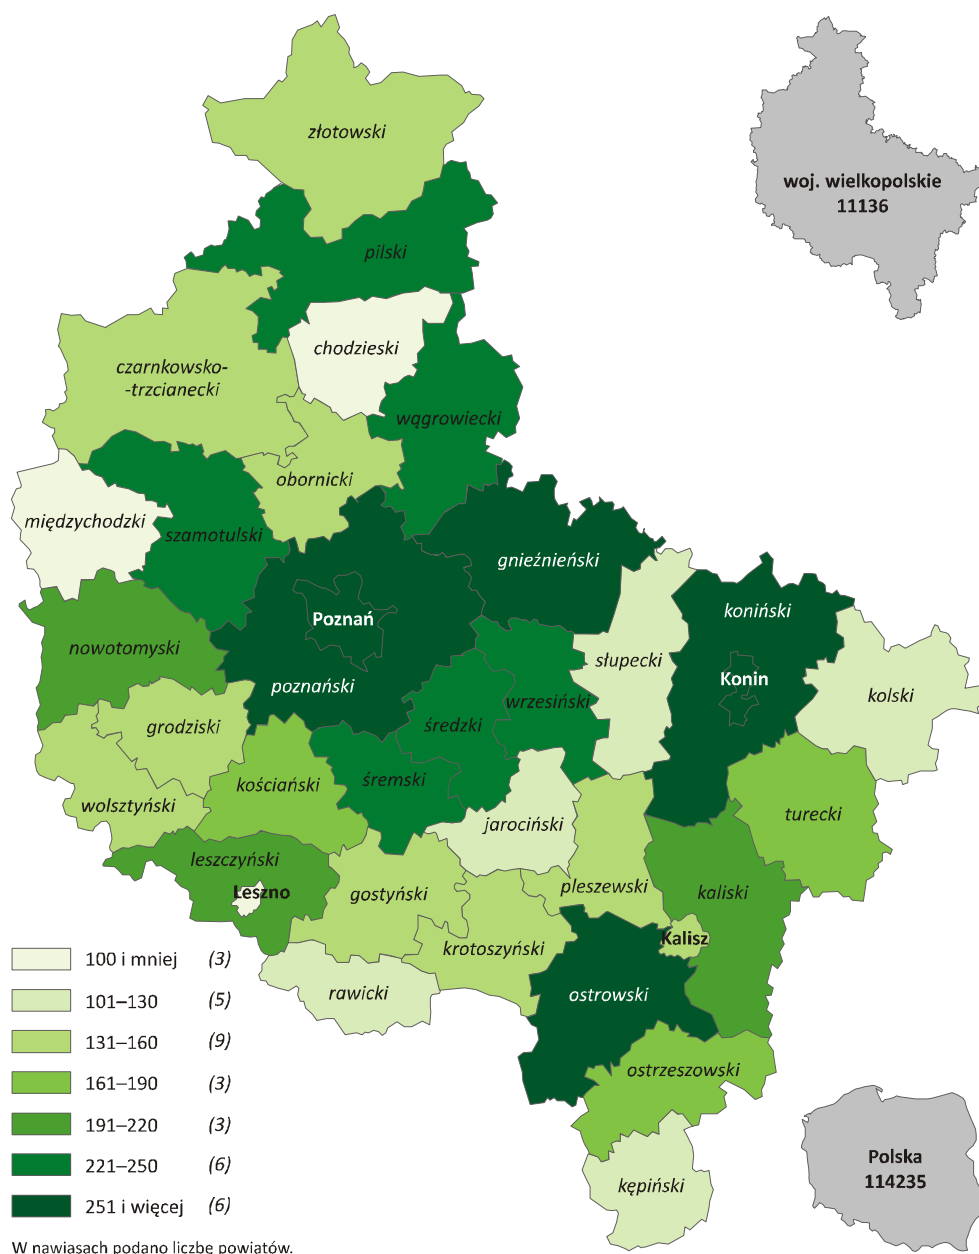 złotowski
woj. wielkopolskie
11136
pilski
chodzieski
czarnkowsko-
-trzcianecki
wągrowiecki
obornicki
międzychodzki
szamotulski
gnieźnieński
Poznań
koniński
nowotomyski
słupecki
Konin
poznański
kolski
wrzesiński
grodziski
średzki
kościański
śremski
wolsztyński
jarociński
turecki
leszczyński
Leszno
gostyński
pleszewski
kaliski
Kalisz
krotoszyński
rawicki
ostrowski
ostrzeszowski
kępiński
100 i mniej (3)
101–130 (5)
131–160 (9)
161–190 (3)
191–220 (3)
221–250 (6)
251 i więcej (6)
Polska
114235
W nawiasach podano liczbę powiatów.